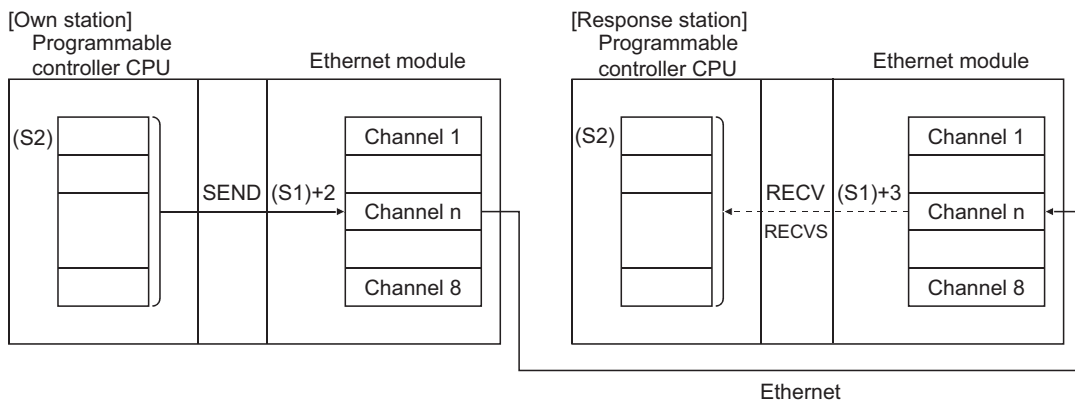 [Own station]
Programmable
controller CPU
Ethernet module
(S2)
SEND
(S1)+2
Channel 1
Channel n
Channel 8
[Response station]
Programmable
controller CPU
Ethernet module
(S2)
RECV
RECVS
(S1)+3
Channel 1
Channel n
Channel 8
Ethernet